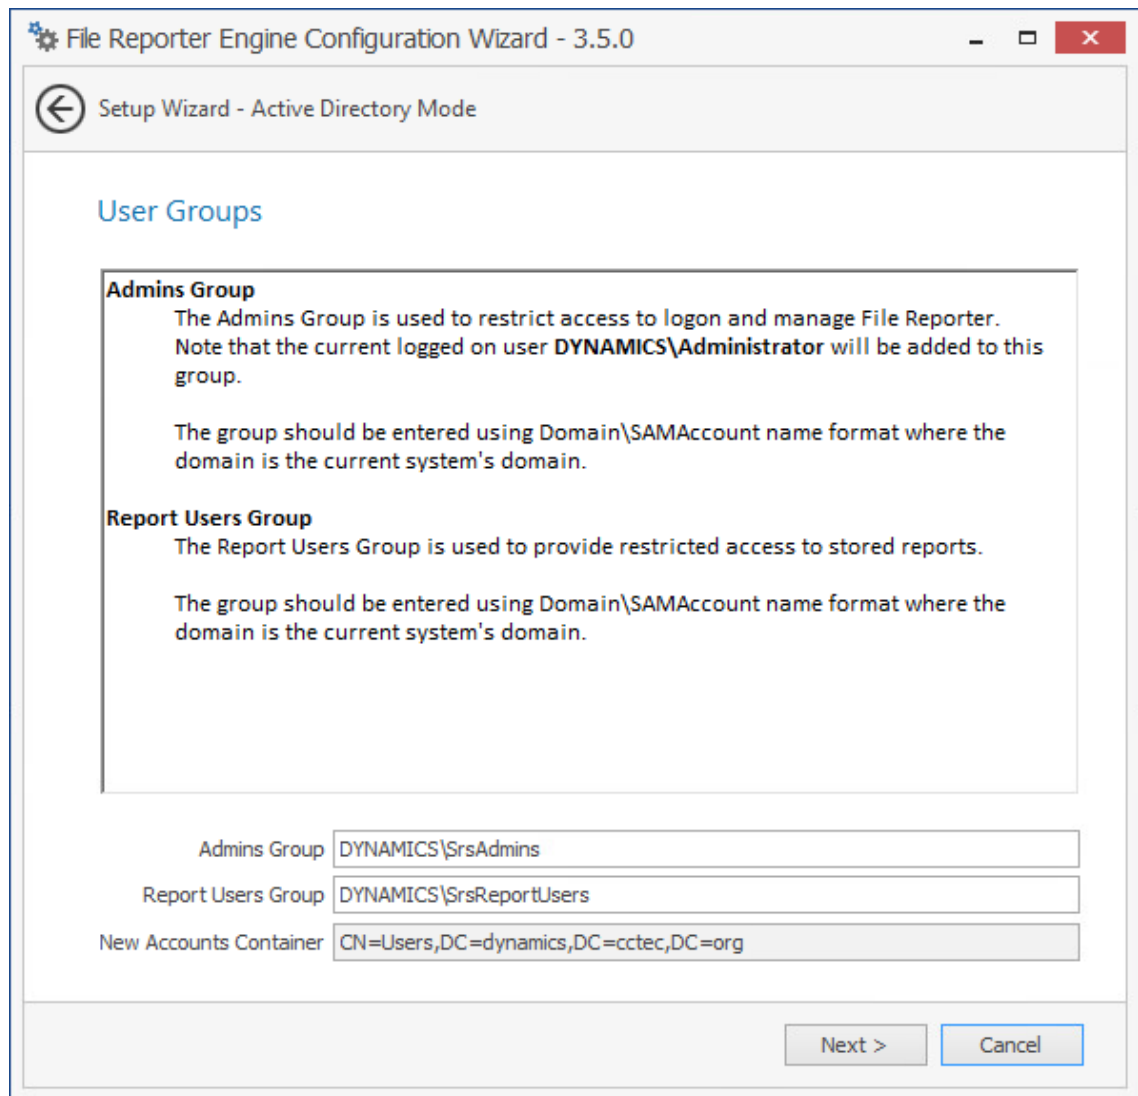 File Reporter Engine Configuration Wizard - 3.5.0
Setup Wizard - Active Directory Mode
User Groups
Admins Group
The Admins Group is used to restrict access to logon and manage File Reporter.
Note that the current logged on user DYNAMICS\Administrator will be added to this
group.
The group should be entered using Domain\SAMAccount name format where the
domain is the current system's domain.
Report Users Group
The Report Users Group is used to provide restricted access to stored reports.
The group should be entered using Domain\SAMAccount name format where the
domain is the current system's domain.
Admins Group DYNAMICS\SrsAdmins
Report Users Group DYNAMICS\SrsReportUsers
New Accounts Container CN=Users,DC=dynamics,DC=cctec,DC=org
Next > Cancel